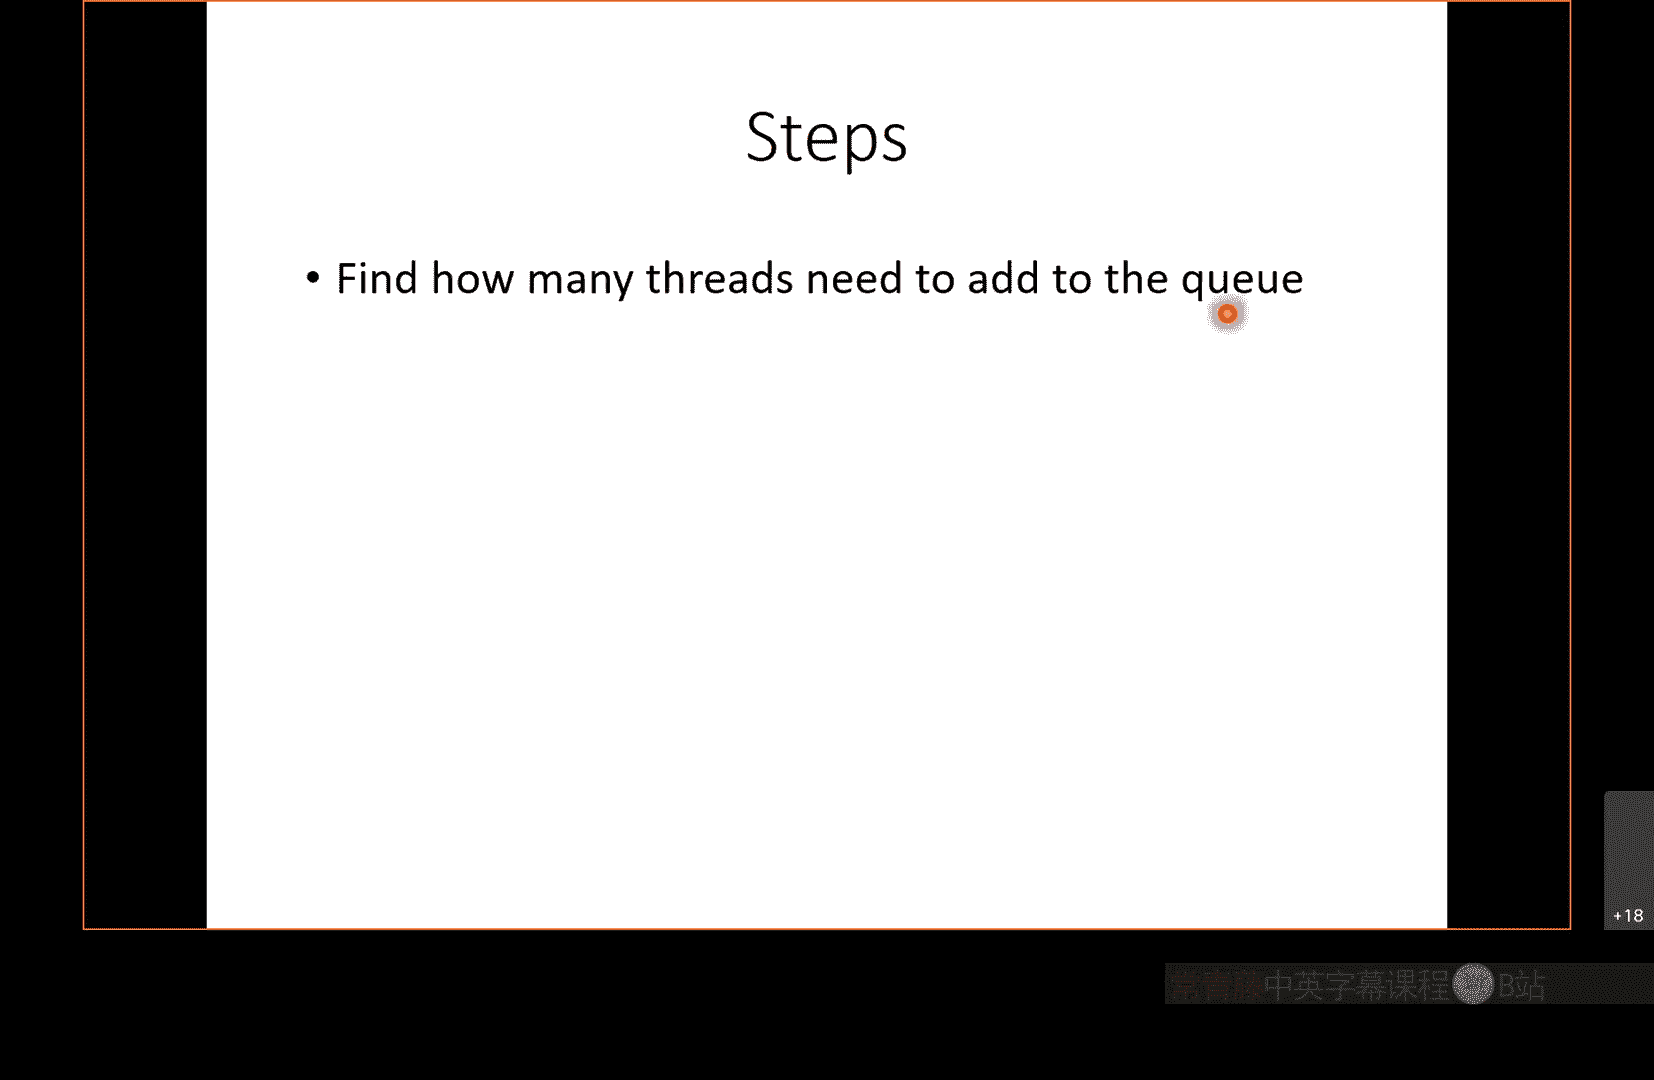 Steps
• Find how many threads need to add to the queue
+18
中英字幕课程
B站